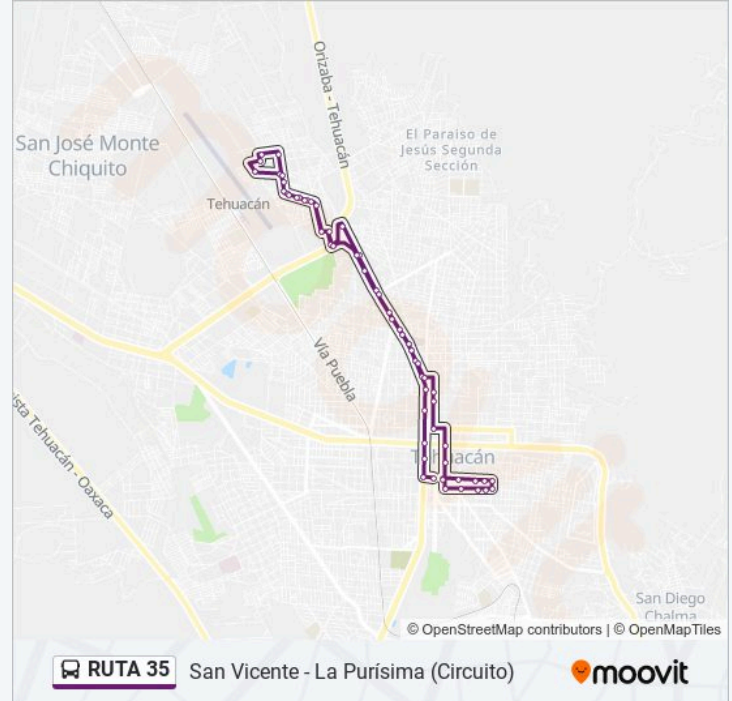 Orizaba - Tehuacán
El Paraiso de
Jesús Segunda
Sección
San José Monte
Chiquito
Tehuacán
Vía Puebla
ista Tehuacán - Oaxaca
Tehuacán
San Diego
Chalma
© OpenStreetMap contributors | © OpenMapTiles
RUTA 35 San Vicente - La Purísima (Circuito) moovit